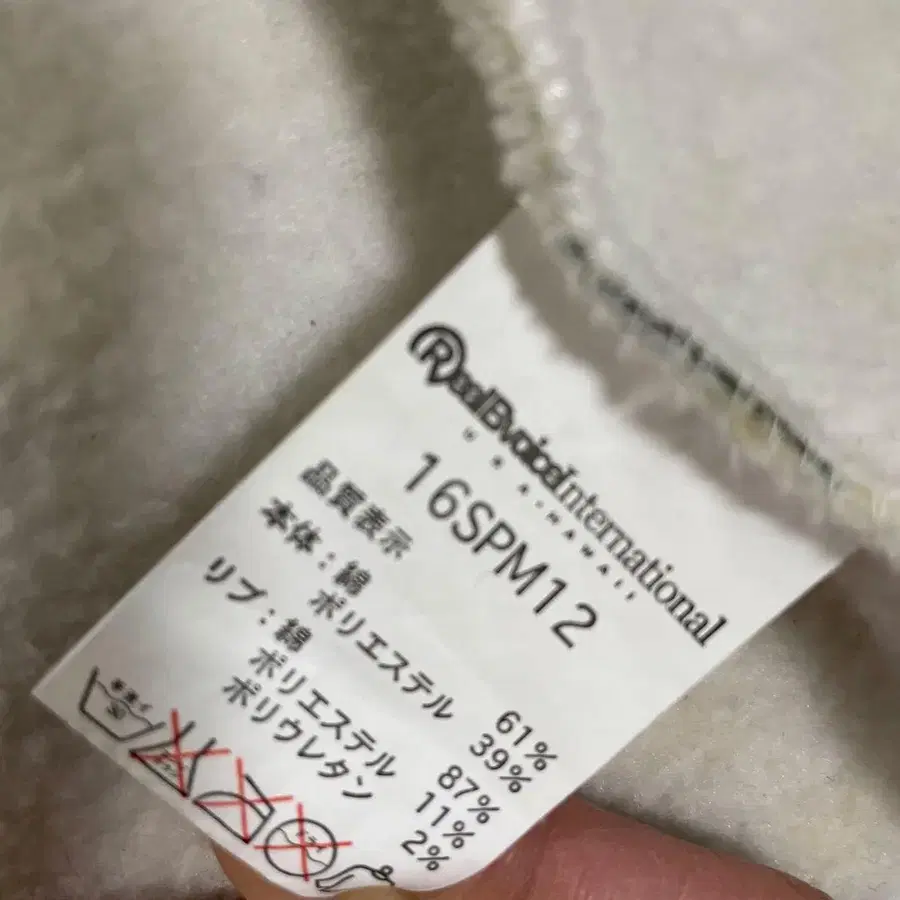 RealBvoiceInternational
16SPM12
品質表示
本体：綿 61%
ポリエステル 39%
リブ：綿 87%
ポリエステル 11%
ポリウレタン 2%